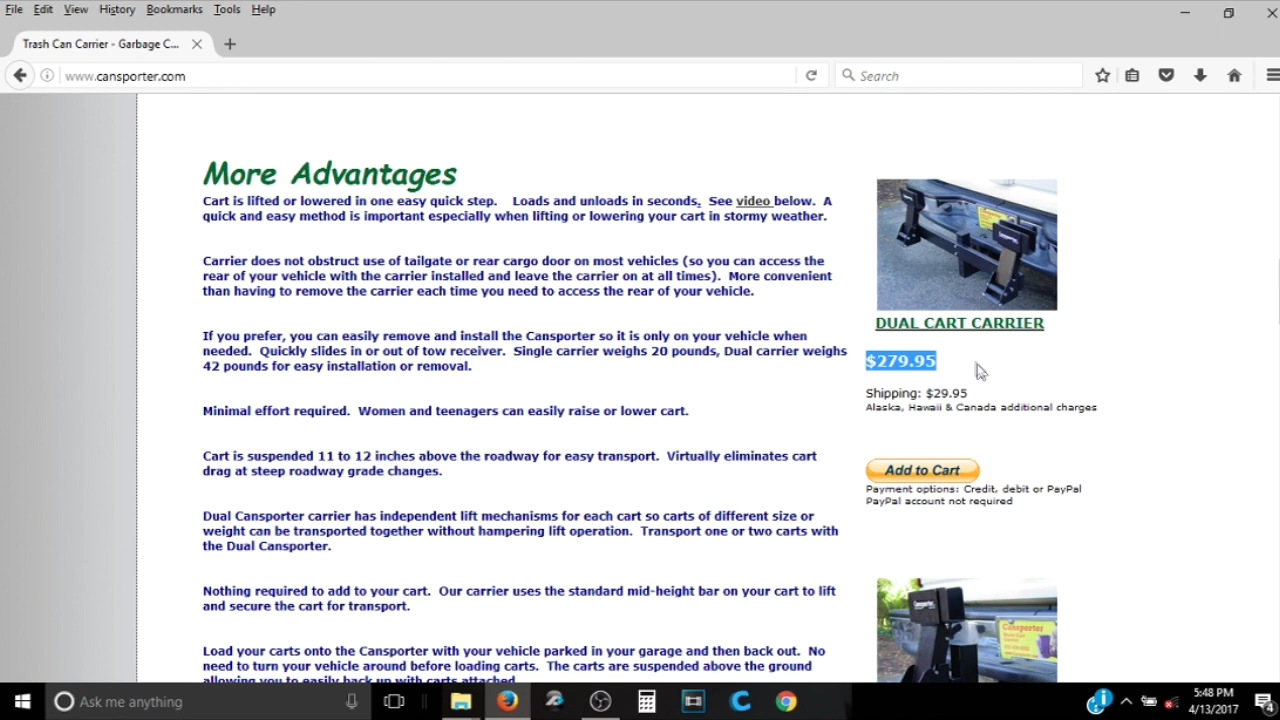 File Edit View History Bookmarks Tools Help
Trash Can Carrier - Garbage C...
www.cansporter.com
Search
More Advantages
Cart is lifted or lowered in one easy quick step. Loads and unloads in seconds. See video below. A
quick and easy method is important especially when lifting or lowering your cart in stormy weather.
Carrier does not obstruct use of tailgate or rear cargo door on most vehicles (so you can access the
rear of your vehicle with the carrier installed and leave the carrier on at all times). More convenient
than having to remove the carrier each time you need to access the rear of your vehicle.
If you prefer, you can easily remove and install the Cansporter so it is only on your vehicle when
needed. Quickly slides in or out of tow receiver. Single carrier weighs 20 pounds, Dual carrier weighs
42 pounds for easy installation or removal.
Minimal effort required. Women and teenagers can easily raise or lower cart.
Cart is suspended 11 to 12 inches above the roadway for easy transport. Virtually eliminates cart
drag at steep roadway grade changes.
Dual Cansporter carrier has independent lift mechanisms for each cart so carts of different size or
weight can be transported together without hampering lift operation. Transport one or two carts with
the Dual Cansporter.
Nothing required to add to your cart. Our carrier uses the standard mid-height bar on your cart to lift
and secure the cart for transport.
Load your carts onto the Cansporter with your vehicle parked in your garage and then back out. No
need to turn your vehicle around before loading carts. The carts are suspended above the ground
allowing you to easily back up with carts attached.
DUAL CART CARRIER
$279.95
Shipping: $29.95
Alaska, Hawaii & Canada additional charges
Add to Cart
Payment options: Credit, debit or PayPal
PayPal account not required
Cansporter
Cansporter
Ask me anything
5:48 PM
4/13/2017
4